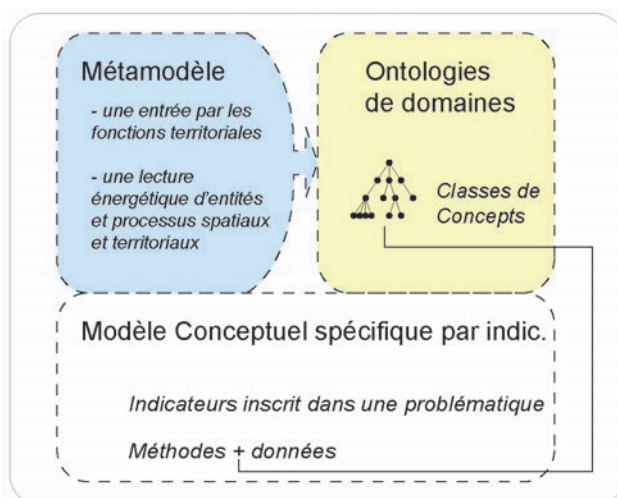 Métamodèle
- une entrée par les
fonctions territoriales
- une lecture
énergétique d'entités
et processus spatiaux
et territoriaux
Ontologies
de domaines
Classes de
Concepts
Modèle Conceptuel spécifique par indic.
Indicateurs inscrit dans une problématique
Méthodes + données